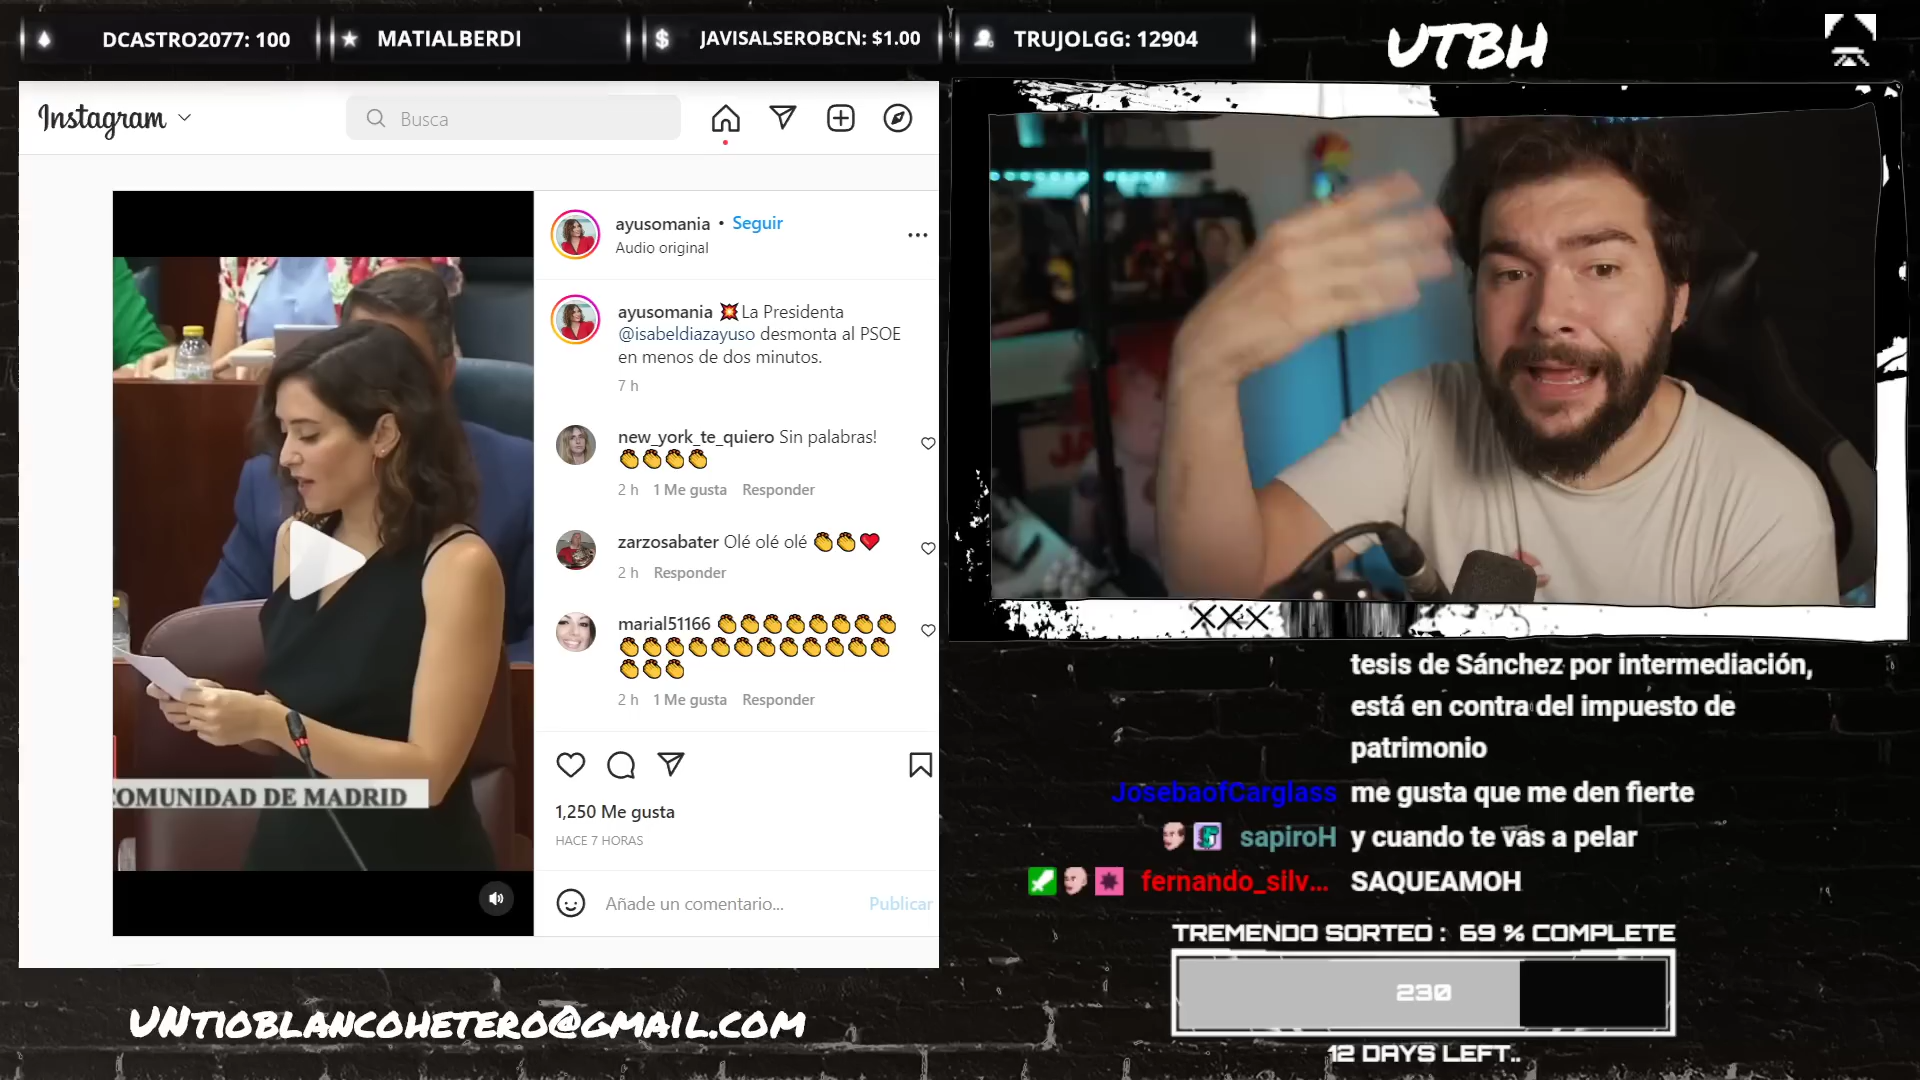 DCASTRO2077: 100
MATIALBERDI
JAVISALSEROBCN: $1.00
TRUJOLGG: 12904
UTBH
Instagram
Busca
ayusomania • Seguir
Audio original
ayusomania 💥La Presidenta
@isabeldiazayuso desmonta al PSOE
en menos de dos minutos.
7 h
new_york_te_quiero Sin palabras!
👏👏👏👏
2 h 1 Me gusta Responder
zarzosabater Olé olé olé 👏👏❤️
2 h Responder
marial51166 👏👏👏👏👏👏👏👏
👏👏👏👏👏👏👏👏👏👏👏👏
👏👏👏
2 h 1 Me gusta Responder
1,250 Me gusta
HACE 7 HORAS
Añade un comentario...
Publicar
COMUNIDAD DE MADRID
XXX
tesis de Sánchez por intermediación,
está en contra del impuesto de
patrimonio
JosebaofCarglass me gusta que me den fierte
sapiroH y cuando te vas a pelar
fernando_silv... SAQUEAMOH
TREMENDO SORTEO : 69 % COMPLETE
230
12 DAYS LEFT..
UNTIOBLANCOHETERO@GMAIL.COM